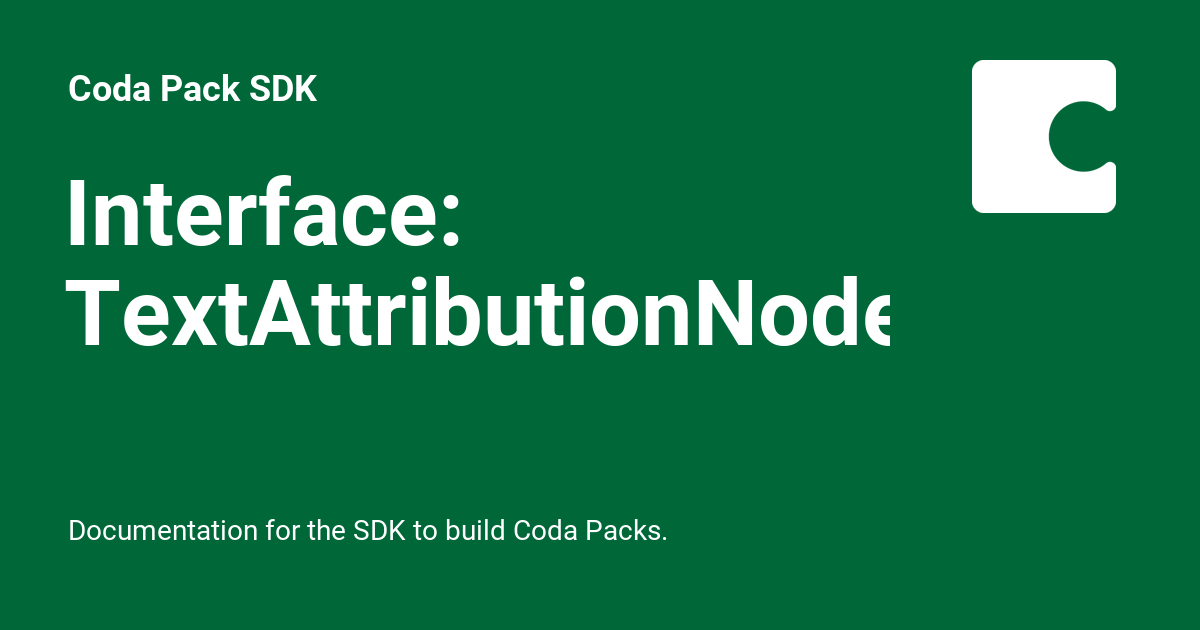 Coda Pack SDK
Interface:
TextAttributionNode
Documentation for the SDK to build Coda Packs.